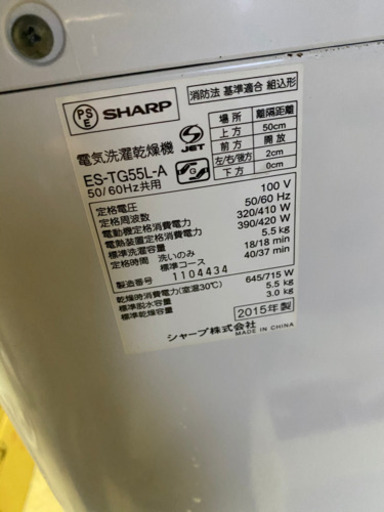 PSE SHARP
電気洗濯乾燥機
JET
ES-TG55L-A
50/60Hz共用
消防法 基準適合 組込形
場所 離隔距離
上方 50cm
前方 開放
左/右/後方 2cm
下方 0cm
定格電圧 100 V
定格周波数 50/60 Hz
電動機定格消費電力 320/410 W
電熱装置定格消費電力 390/420 W
標準洗濯容量 5.5 kg
定格時間 洗いのみ 18/18 min
標準コース 40/37 min
製造番号 1104434
乾燥時消費電力(室温30℃) 645/715 W
標準脱水容量 5.5 kg
標準乾燥容量 3.0 kg
2015年製
シャープ株式会社
MADE IN CHINA